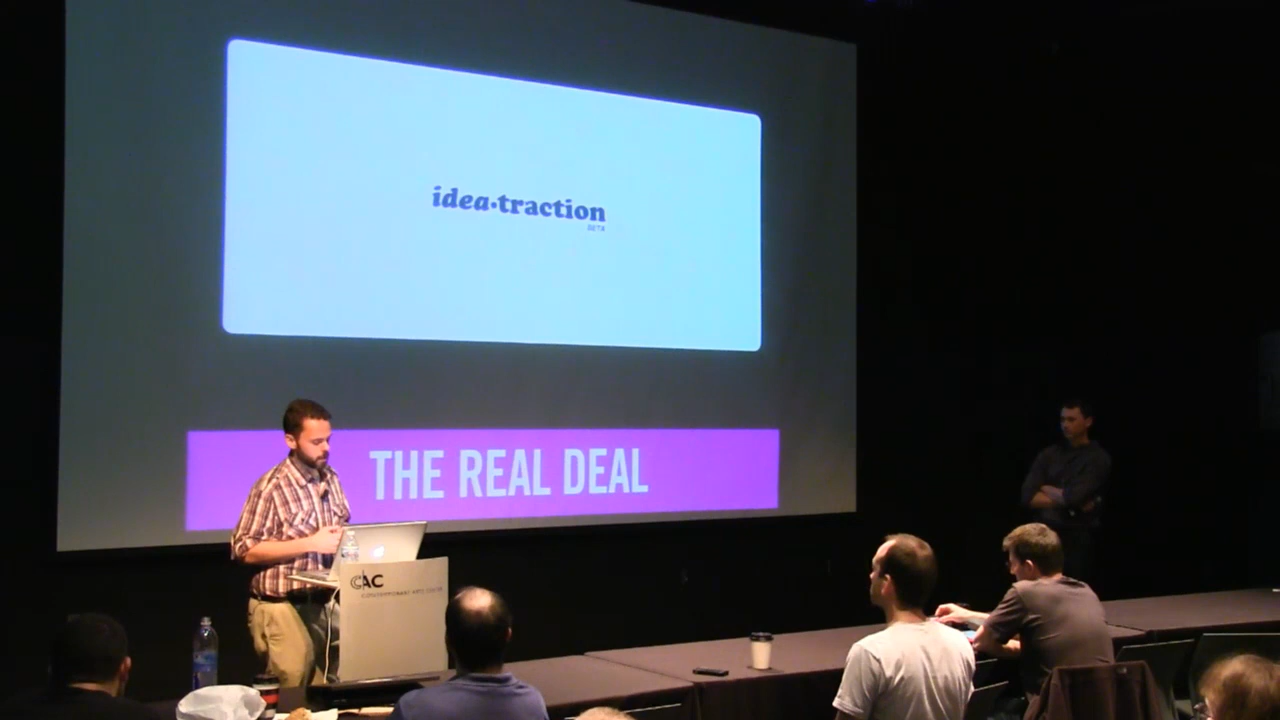 idea·traction
BETA
THE REAL DEAL
CAC
CONTEMPORARY ARTS CENTER